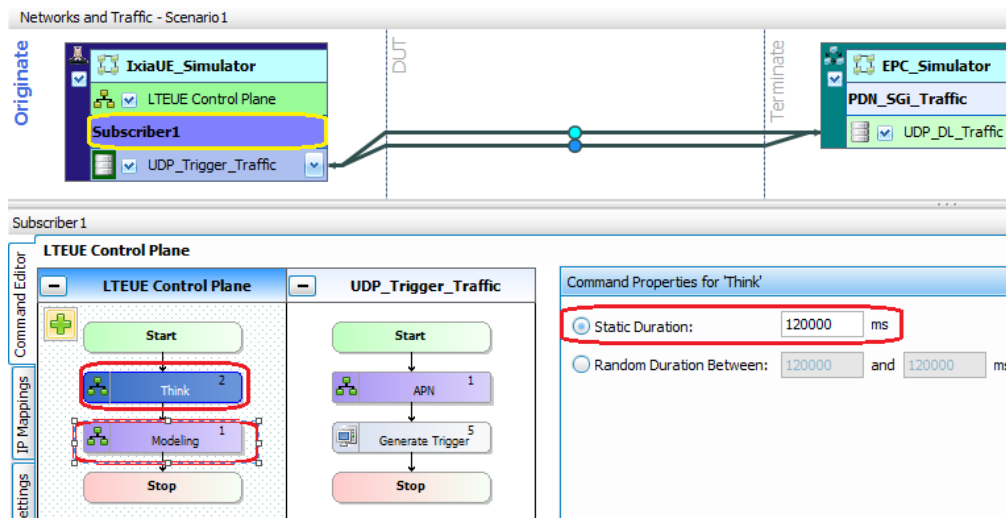 Networks and Traffic - Scenario1
Originate
DUT
Terminate
IxiaUE_Simulator
LTEUE Control Plane
Subscriber1
UDP_Trigger_Traffic
EPC_Simulator
PDN_SGi_Traffic
UDP_DL_Traffic
Subscriber1
Command Editor
IP Mappings
ettings
LTEUE Control Plane
LTEUE Control Plane
Start
Think 2
Modeling 1
Stop
UDP_Trigger_Traffic
Start
APN 1
Generate Trigger 5
Stop
Command Properties for 'Think'
Static Duration: 120000 ms
Random Duration Between: 120000 and 120000 ms